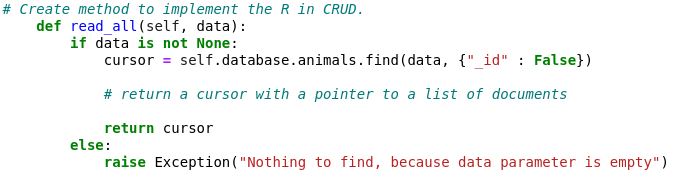 # Create method to implement the R in CRUD.
def read_all(self, data):
if data is not None:
cursor = self.database.animals.find(data, {"_id" : False})
# return a cursor with a pointer to a list of documents
return cursor
else:
raise Exception("Nothing to find, because data parameter is empty")